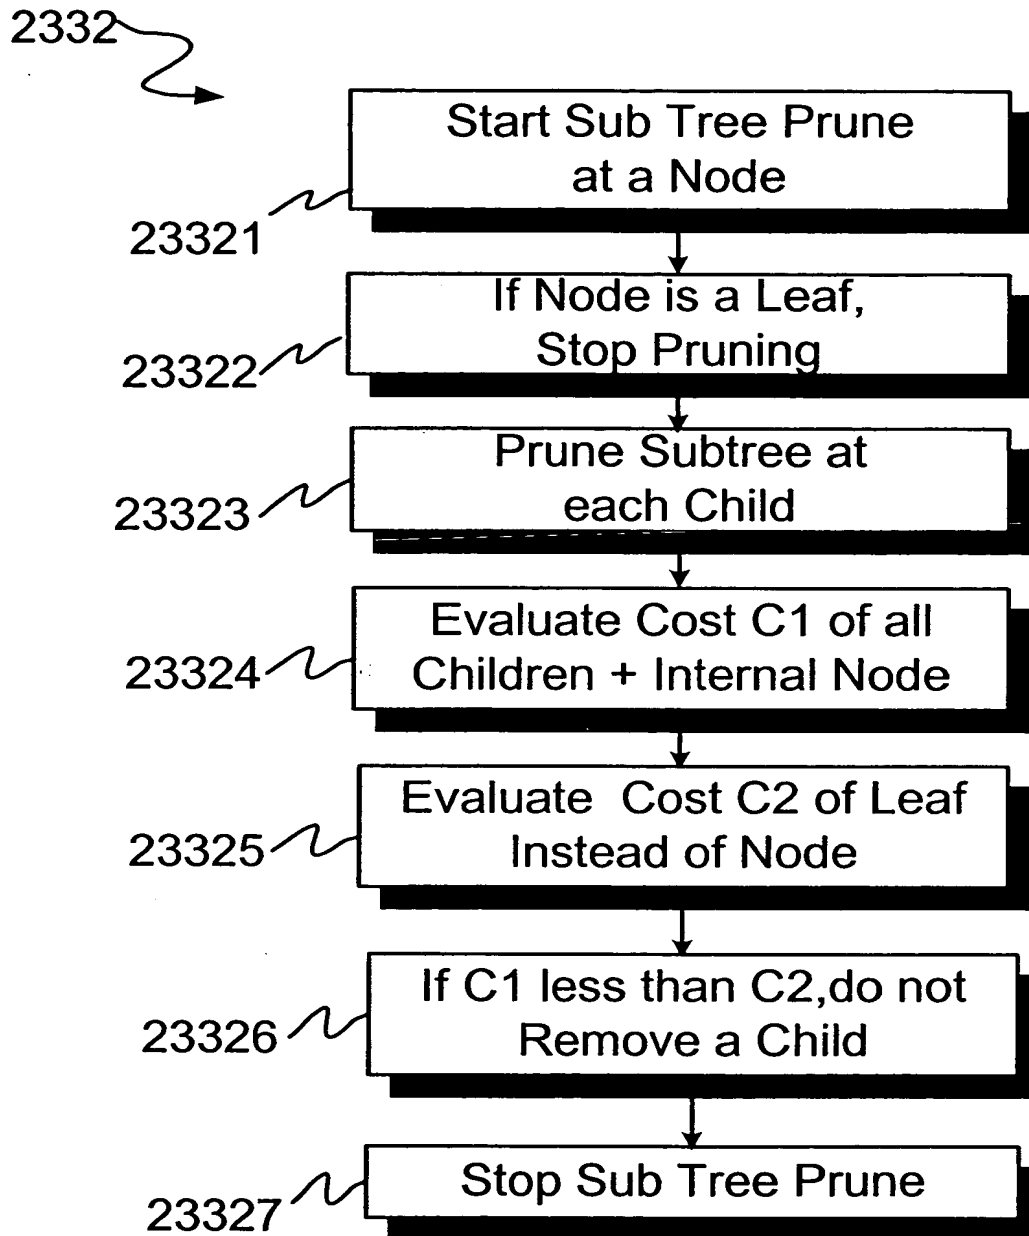 2332
Start Sub Tree Prune
at a Node
23321
If Node is a Leaf,
Stop Pruning
23322
Prune Subtree at
each Child
23323
Evaluate Cost C1 of all
Children + Internal Node
23324
Evaluate Cost C2 of Leaf
Instead of Node
23325
If C1 less than C2,do not
Remove a Child
23326
Stop Sub Tree Prune
23327